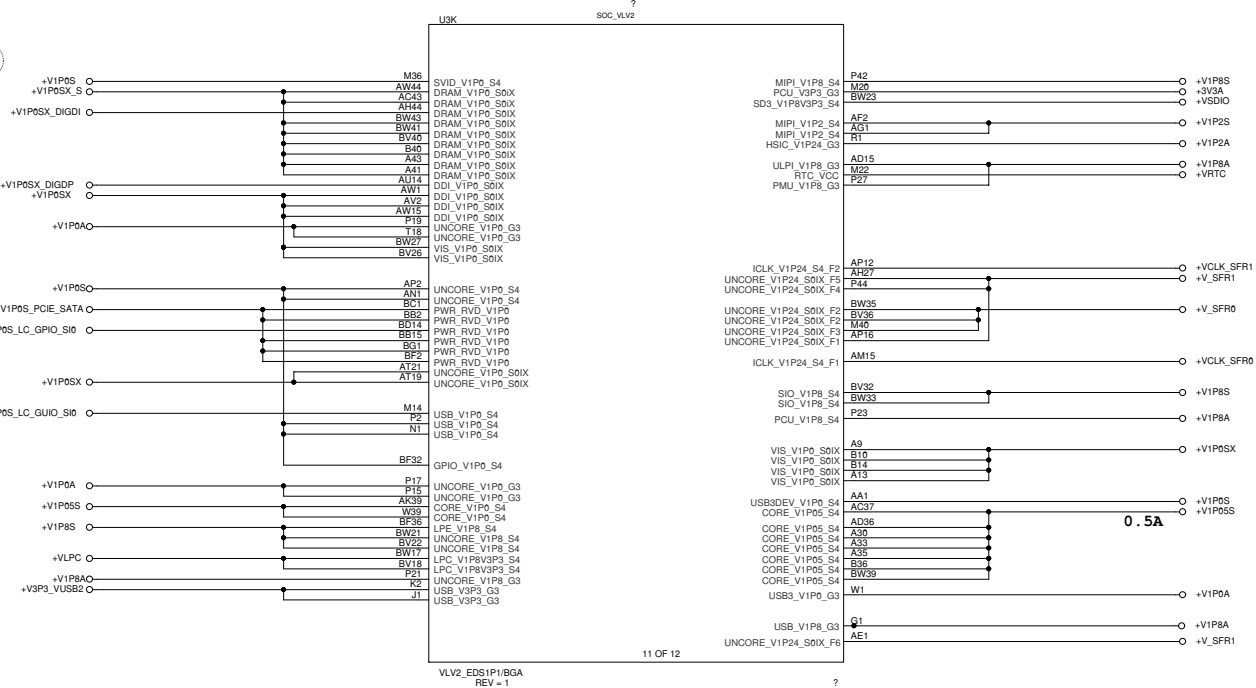 ?
U3K
SOC_VLV2
+V1P0S M36 SVID_V1P0_S4
+V1P0SX_S AW44 DRAM_V1P0_S0iX
AC43 DRAM_V1P0_S0iX
+V1P0SX_DIGDI AH44 DRAM_V1P0_S0iX
BW43 DRAM_V1P0_S0iX
BW41 DRAM_V1P0_S0iX
BV40 DRAM_V1P0_S0iX
B40 DRAM_V1P0_S0iX
A43 DRAM_V1P0_S0iX
A41 DRAM_V1P0_S0iX
+V1P0SX_DIGDP AU14 DDI_V1P0_S0IX
+V1P0SX AW1 DDI_V1P0_S0IX
AV2 DDI_V1P0_S0IX
AW15 DDI_V1P0_S0IX
+V1P0A P19 UNCORE_V1P0_G3
T18 UNCORE_V1P0_G3
BW27 VIS_V1P0_S0IX
BV26 VIS_V1P0_S0IX
+V1P0S AP2 UNCORE_V1P0_S4
AN1 UNCORE_V1P0_S4
V1P0S_PCIE_SATA BC1 PWR_RVD_V1P0
BB2 PWR_RVD_V1P0
P0S_LC_GPIO_SI0 BD14 PWR_RVD_V1P0
BB15 PWR_RVD_V1P0
BG1 PWR_RVD_V1P0
BF2 PWR_RVD_V1P0
AT21 UNCORE_V1P0_S0IX
+V1P0SX AT19 UNCORE_V1P0_S0IX
P0S_LC_GUIO_SI0 M14 USB_V1P0_S4
P2 USB_V1P0_S4
N1 USB_V1P0_S4
BF32 GPIO_V1P0_S4
+V1P0A P17 UNCORE_V1P0_G3
P15 UNCORE_V1P0_G3
+V1P05S AK39 CORE_V1P0_S4
W39 CORE_V1P0_S4
+V1P8S BF36 LPE_V1P8_S4
BW21 UNCORE_V1P8_S4
BV22 UNCORE_V1P8_S4
+VLPC BW17 LPC_V1P8V3P3_S4
BV18 LPC_V1P8V3P3_S4
+V1P8A P21 UNCORE_V1P8_G3
+V3P3_VUSB2 K2 USB_V3P3_G3
J1 USB_V3P3_G3
MIPI_V1P8_S4 P42 +V1P8S
PCU_V3P3_G3 M20 +3V3A
SD3_V1P8V3P3_S4 BW23 +VSDIO
MIPI_V1P2_S4 AF2 +V1P2S
MIPI_V1P2_S4 AG1
HSIC_V1P24_G3 R1 +V1P2A
ULPI_V1P8_G3 AD15 +V1P8A
RTC_VCC M22 +VRTC
PMU_V1P8_G3 P27
ICLK_V1P24_S4_F2 AP12 +VCLK_SFR1
UNCORE_V1P24_S0IX_F5 AH27 +V_SFR1
UNCORE_V1P24_S0IX_F4 P44
UNCORE_V1P24_S0IX_F2 BW35 +V_SFR0
UNCORE_V1P24_S0IX_F2 BV36
UNCORE_V1P24_S0IX_F3 M40
UNCORE_V1P24_S0IX_F1 AP16
ICLK_V1P24_S4_F1 AM15 +VCLK_SFR0
SIO_V1P8_S4 BV32 +V1P8S
SIO_V1P8_S4 BW33
PCU_V1P8_S4 P23 +V1P8A
VIS_V1P0_S0IX A9 +V1P0SX
VIS_V1P0_S0IX B10
VIS_V1P0_S0IX B14
VIS_V1P0_S0IX A13
USB3DEV_V1P0_S4 AA1 +V1P0S
CORE_V1P05_S4 AC37 +V1P05S
0.5A
CORE_V1P05_S4 AD36
CORE_V1P05_S4 A30
CORE_V1P05_S4 A33
CORE_V1P05_S4 A35
CORE_V1P05_S4 B36
CORE_V1P05_S4 BW39
USB3_V1P0_G3 W1 +V1P0A
USB_V1P8_G3 G1 +V1P8A
UNCORE_V1P24_S0IX_F6 AE1 +V_SFR1
11 OF 12
VLV2_EDS1P1/BGA
REV = 1
?